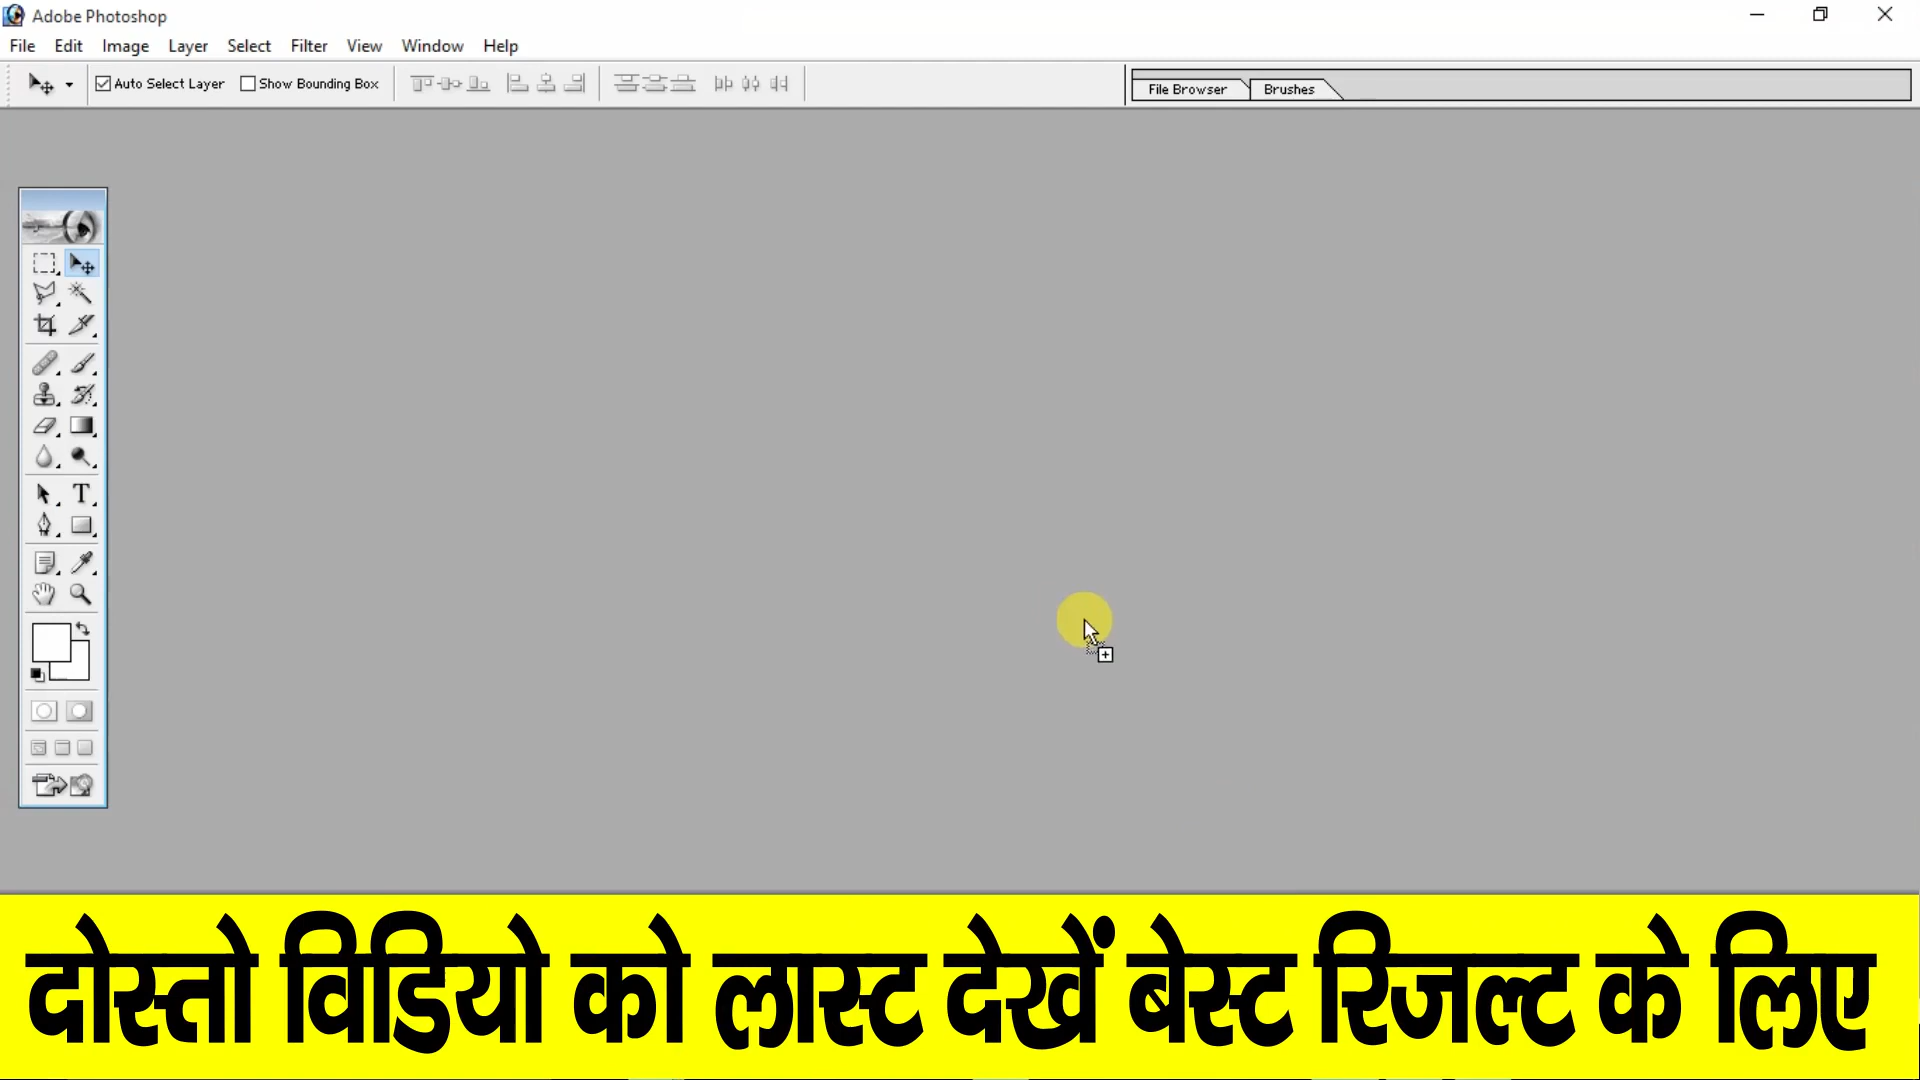 Adobe Photoshop
File Edit Image Layer Select Filter View Window Help
Auto Select Layer Show Bounding Box File Browser Brushes
T
दोस्तो विडियो को लास्ट देखें बेस्ट रिजल्ट के लिए